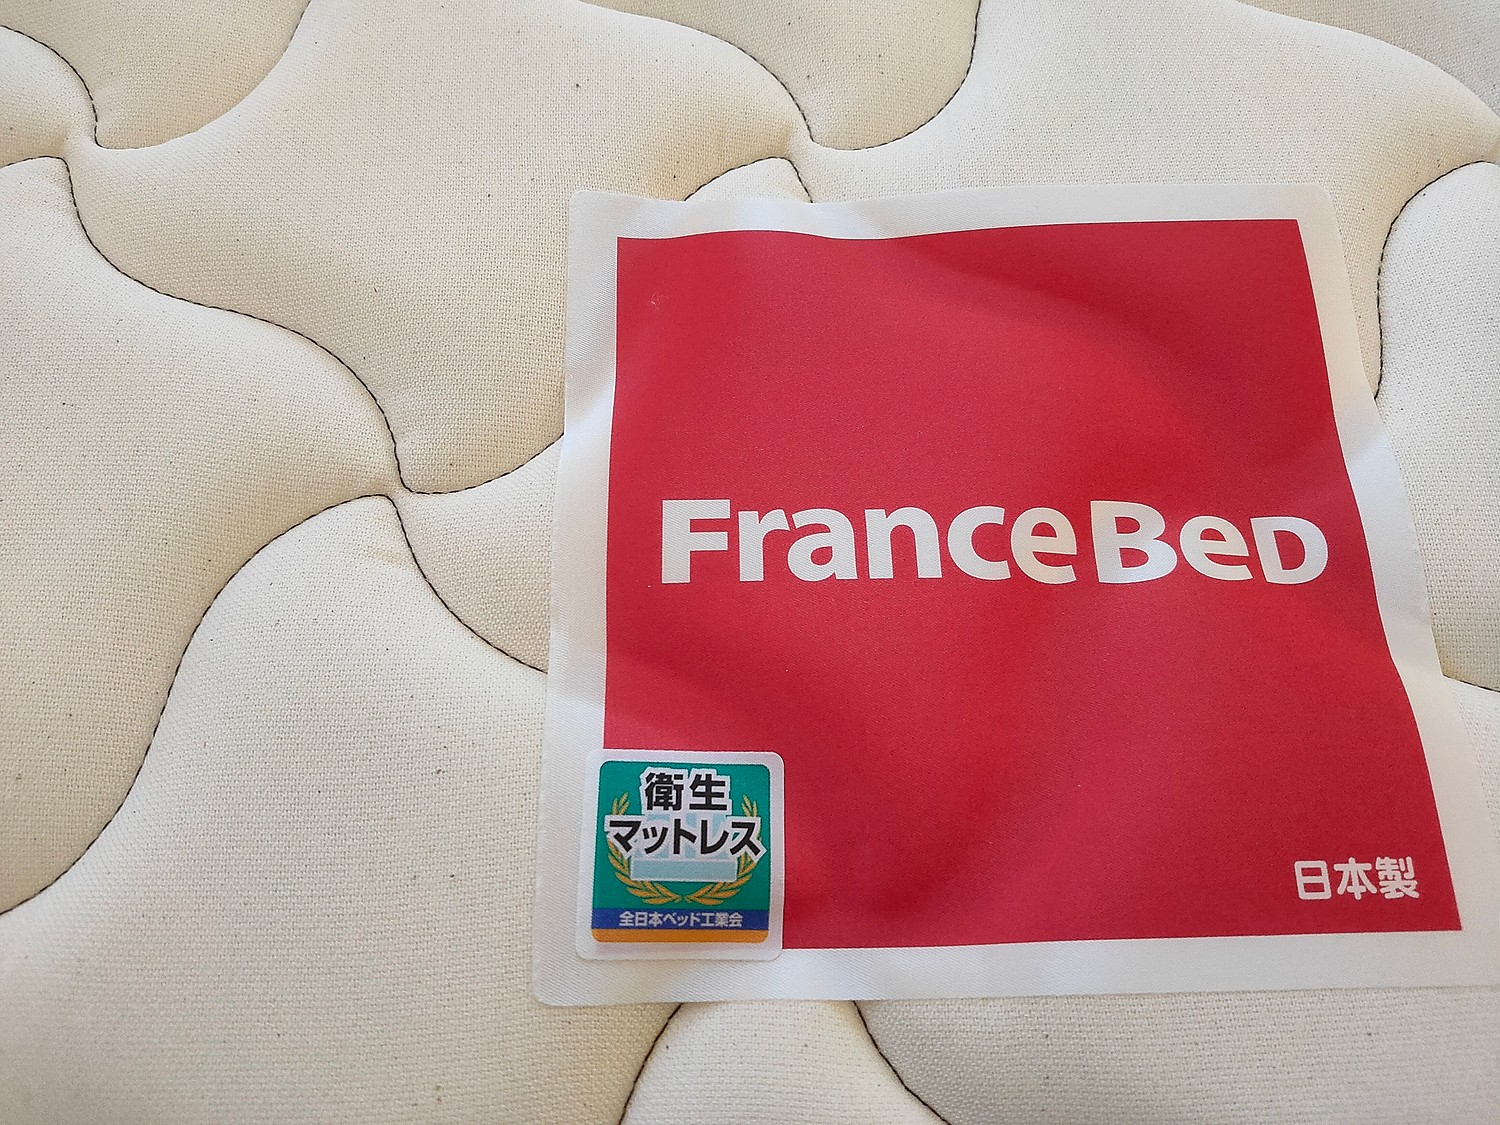 FranceBed
衛生
マットレス
全日本ベッド工業会
日本製